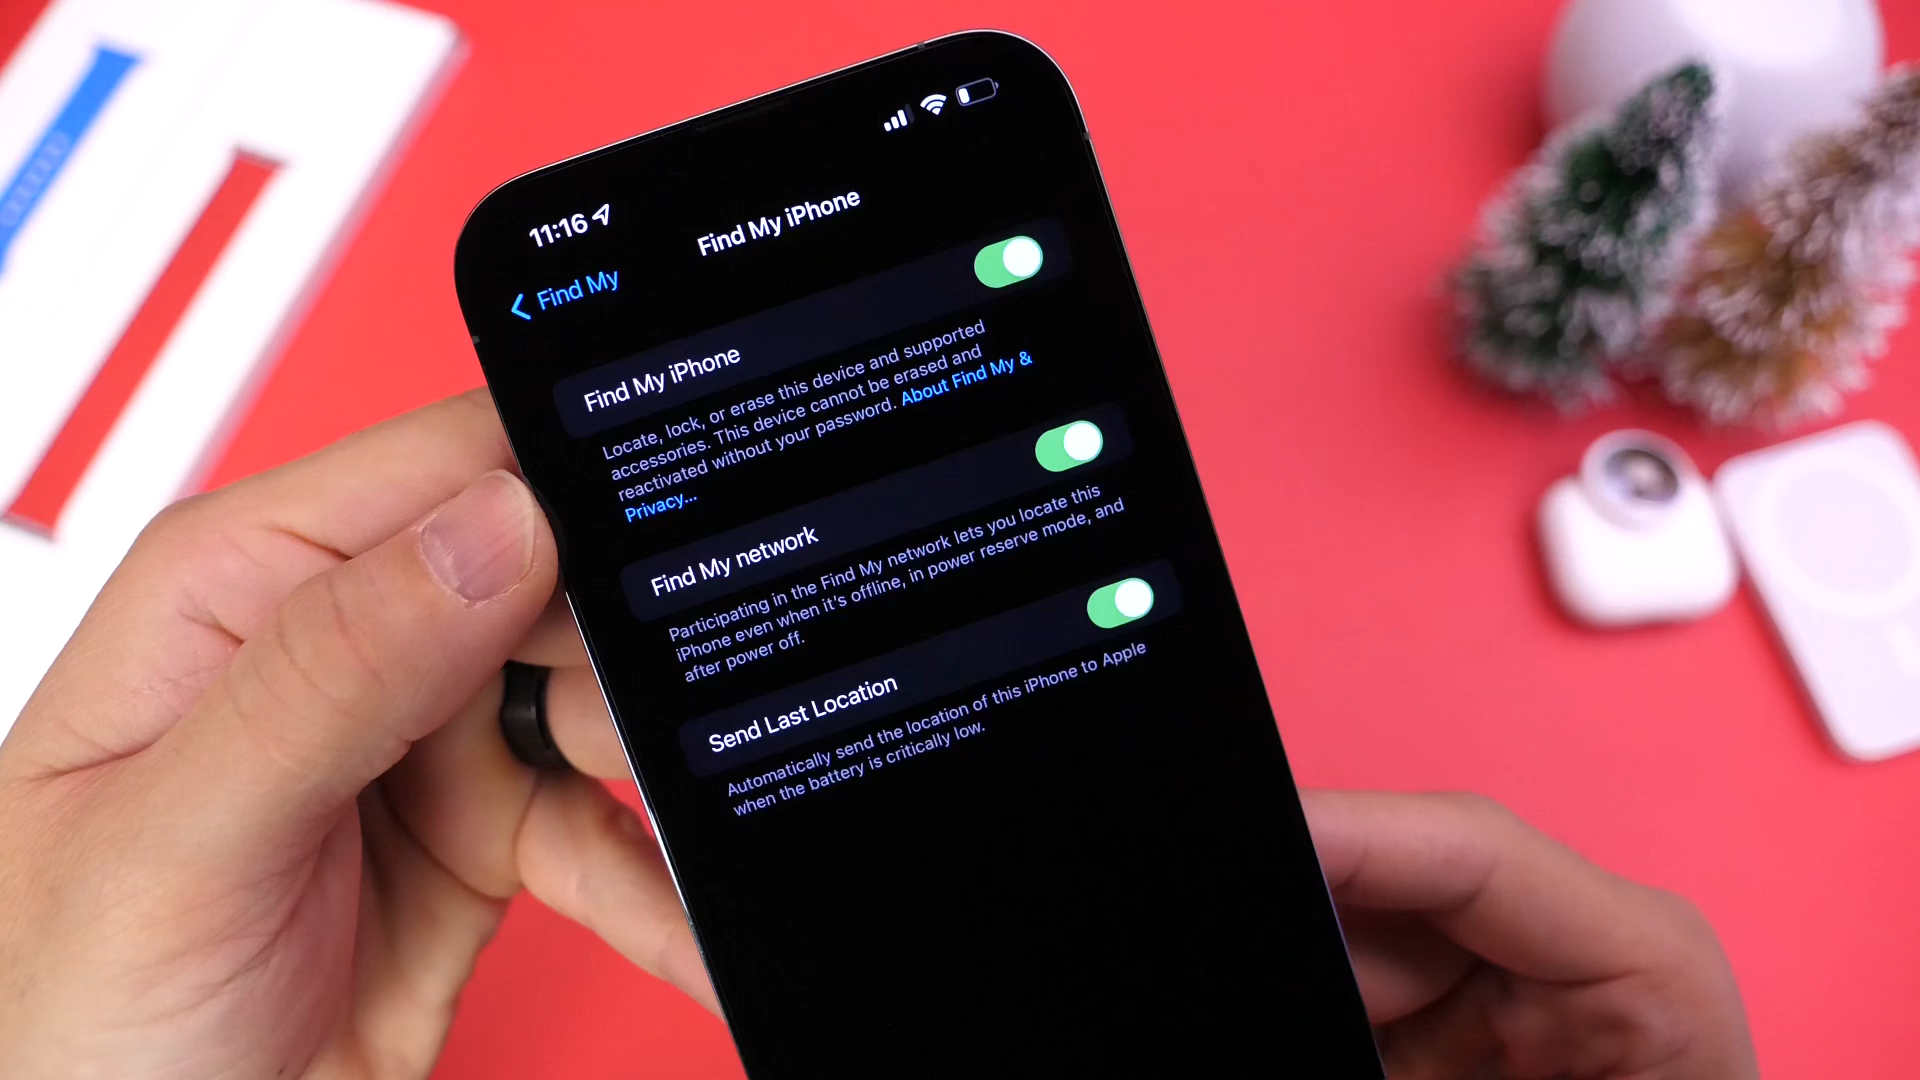 11:16
Find My
Find My iPhone
Find My iPhone
Locate, lock, or erase this device and supported
accessories. This device cannot be erased and
reactivated without your password. About Find My &
Privacy...
Find My network
Participating in the Find My network lets you locate this
iPhone even when it's offline, in power reserve mode, and
after power off.
Send Last Location
Automatically send the location of this iPhone to Apple
when the battery is critically low.